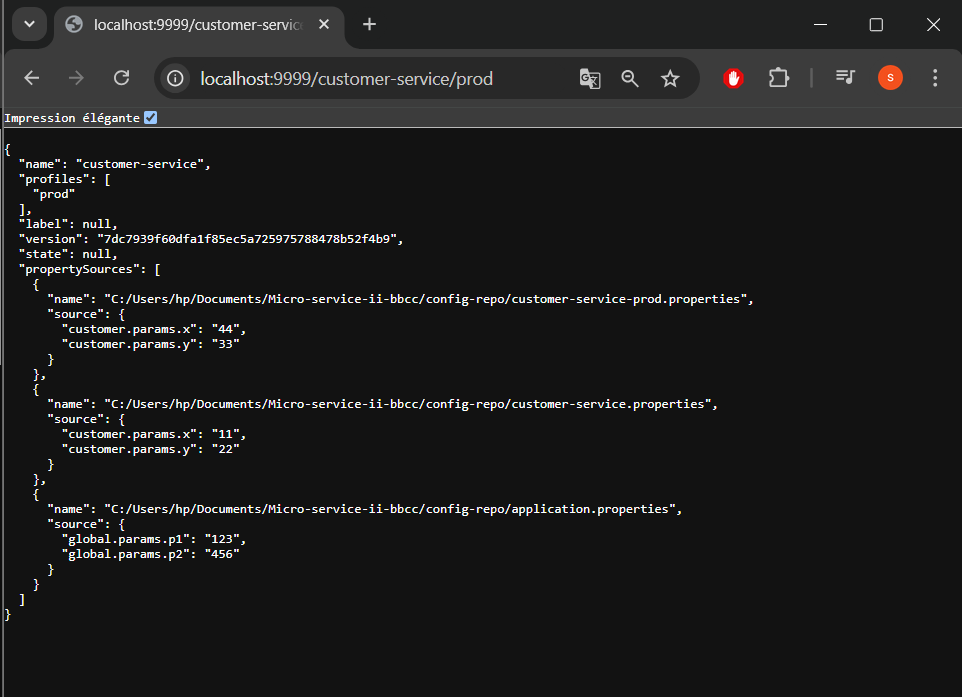 localhost:9999/customer-servic
localhost:9999/customer-service/prod
S
Impression élégante
{
  "name": "customer-service",
  "profiles": [
    "prod"
  ],
  "label": null,
  "version": "7dc7939f60dfa1f85ec5a725975788478b52f4b9",
  "state": null,
  "propertySources": [
    {
      "name": "C:/Users/hp/Documents/Micro-service-ii-bbcc/config-repo/customer-service-prod.properties",
      "source": {
        "customer.params.x": "44",
        "customer.params.y": "33"
      }
    },
    {
      "name": "C:/Users/hp/Documents/Micro-service-ii-bbcc/config-repo/customer-service.properties",
      "source": {
        "customer.params.x": "11",
        "customer.params.y": "22"
      }
    },
    {
      "name": "C:/Users/hp/Documents/Micro-service-ii-bbcc/config-repo/application.properties",
      "source": {
        "global.params.p1": "123",
        "global.params.p2": "456"
      }
    }
  ]
}